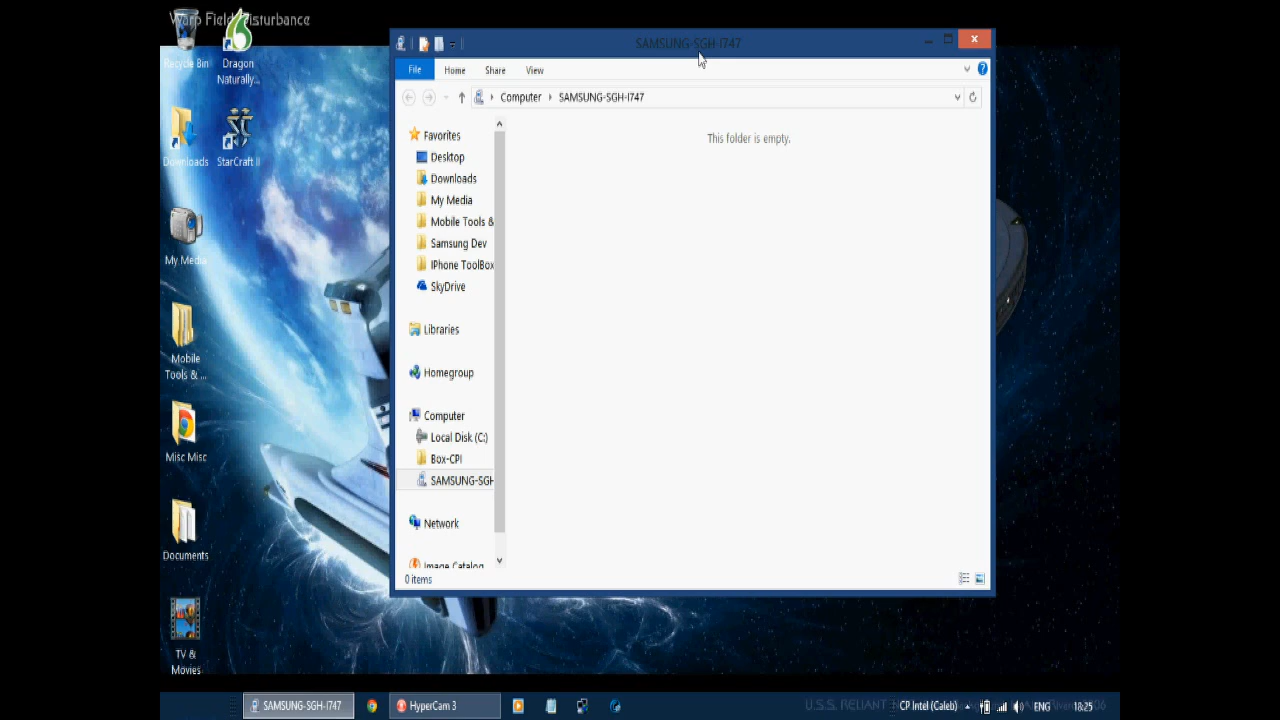 Warp Field Disturbance
Recycle Bin
Dragon
Naturally...
Downloads
StarCraft II
My Media
Mobile
Tools & ...
Misc Misc
Documents
TV &
Movies
SAMSUNG-SGH-I747
File
Home
Share
View
Computer
SAMSUNG-SGH-I747
This folder is empty.
Favorites
Desktop
Downloads
My Media
Mobile Tools &
Samsung Dev
IPhone ToolBox
SkyDrive
Libraries
Homegroup
Computer
Local Disk (C:)
Box-CPI
SAMSUNG-SGH
Network
Image Catalog
0 items
SAMSUNG-SGH-I747
HyperCam 3
U.S.S. RELIANT
CP Intel (Caleb)
ENG
18:25